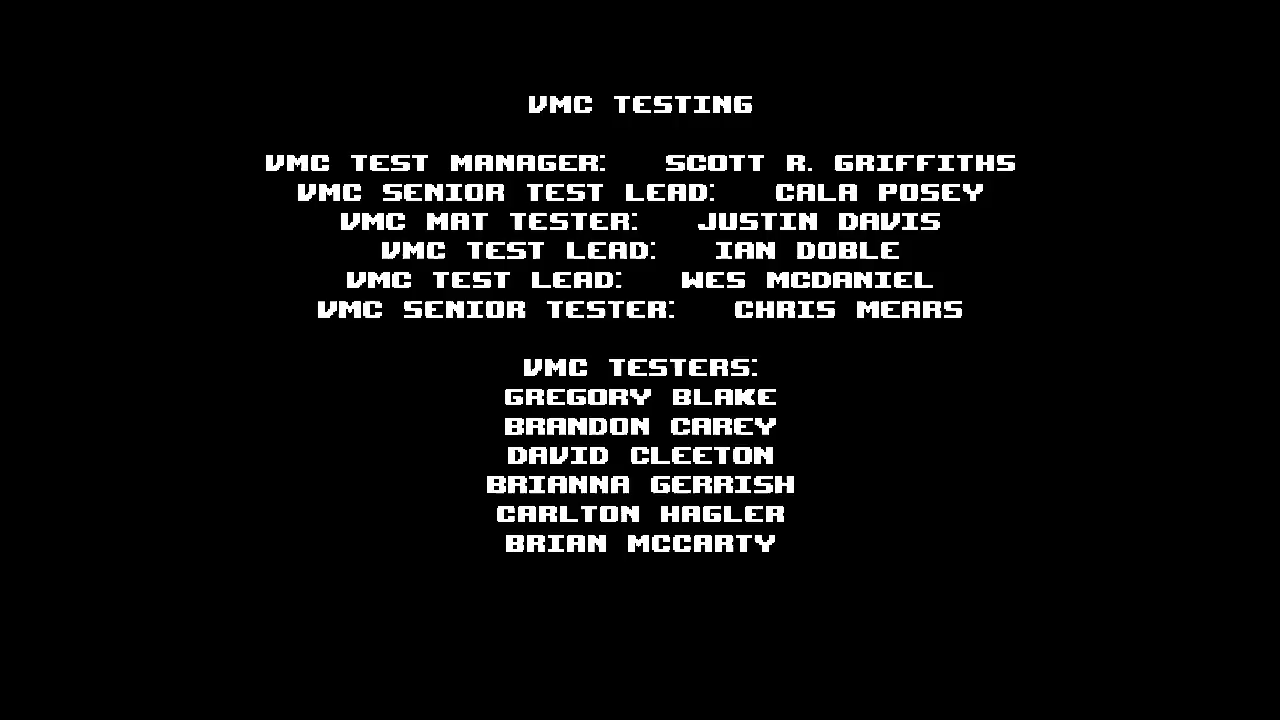 VMC TESTING
VMC TEST MANAGER: SCOTT R. GRIFFITHS
VMC SENIOR TEST LEAD: CALA POSEY
VMC MAT TESTER: JUSTIN DAVIS
VMC TEST LEAD: IAN DOBLE
VMC TEST LEAD: WES MCDANIEL
VMC SENIOR TESTER: CHRIS MEARS
VMC TESTERS:
GREGORY BLAKE
BRANDON CAREY
DAVID CLEETON
BRIANNA GERRISH
CARLTON HAGLER
BRIAN MCCARTY